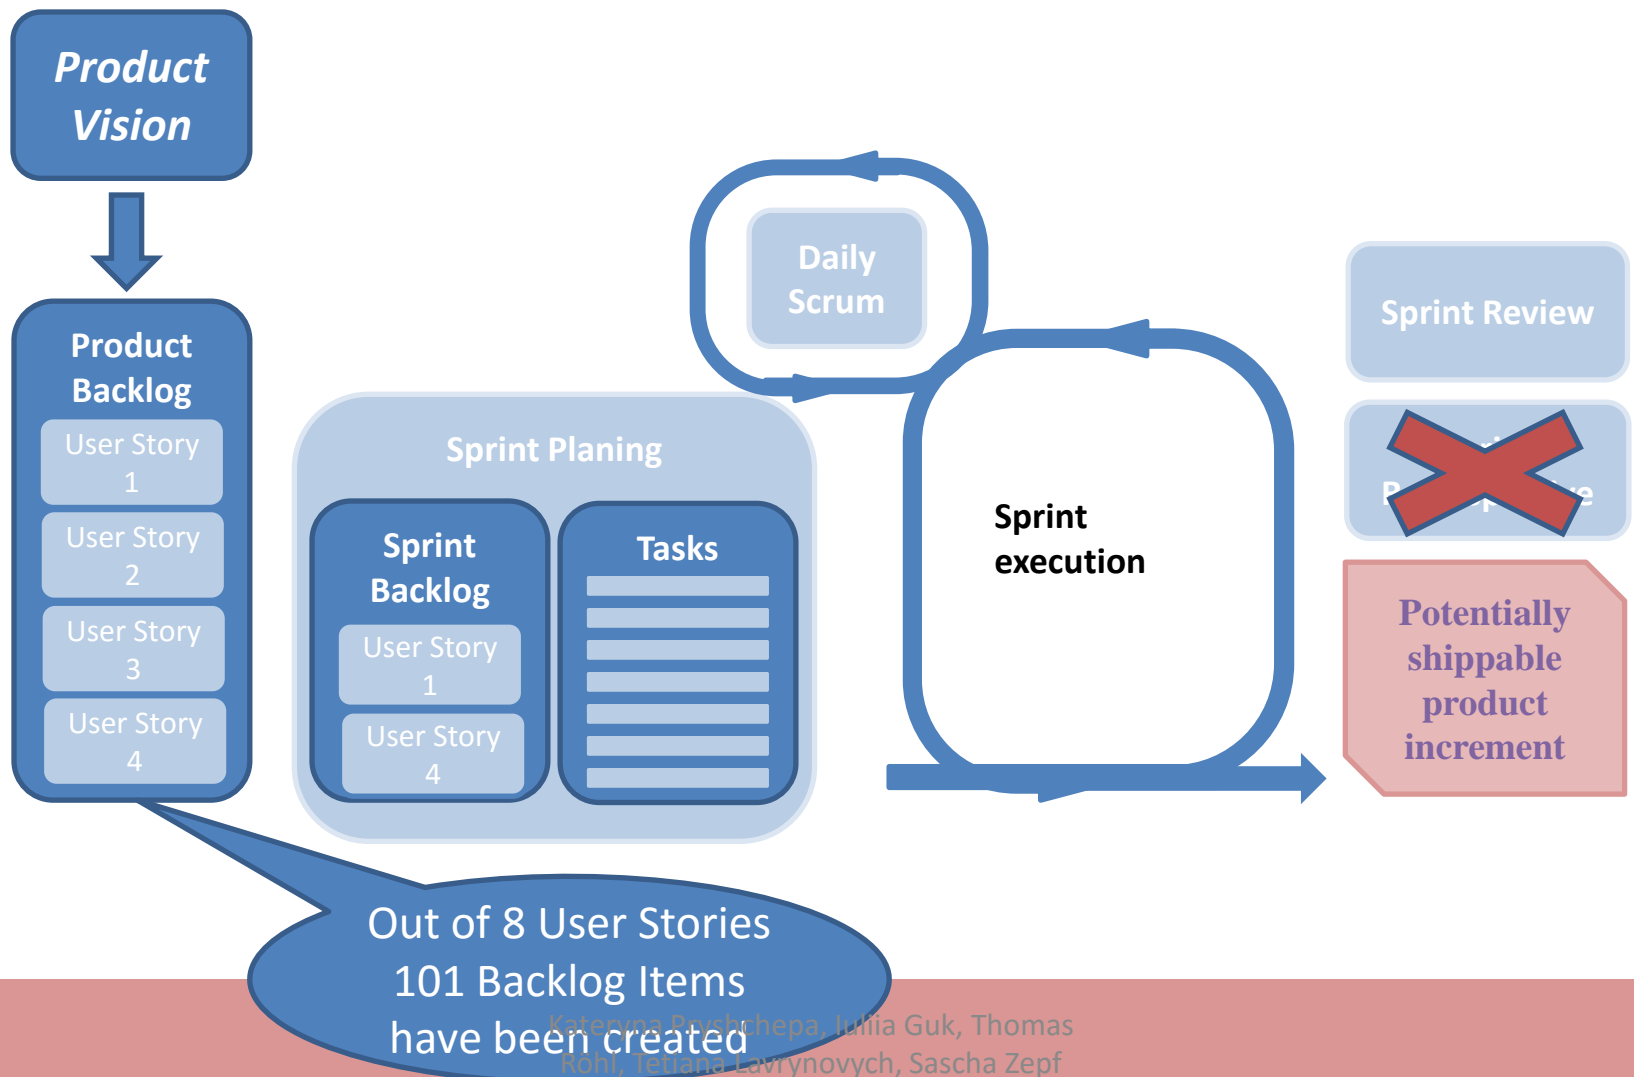 Product
Vision
Product
Backlog
User Story
1
User Story
2
User Story
3
User Story
4
Sprint Planing
Sprint
Backlog
User Story
1
User Story
4
Tasks
Daily
Scrum
Sprint
execution
Sprint Review
Potentially
shippable
product
increment
Out of 8 User Stories
101 Backlog Items
have been created
Kateryna Pryshchepa, Iuliia Guk, Thomas
Röhl, Tetiana Lavrynovych, Sascha Zepf